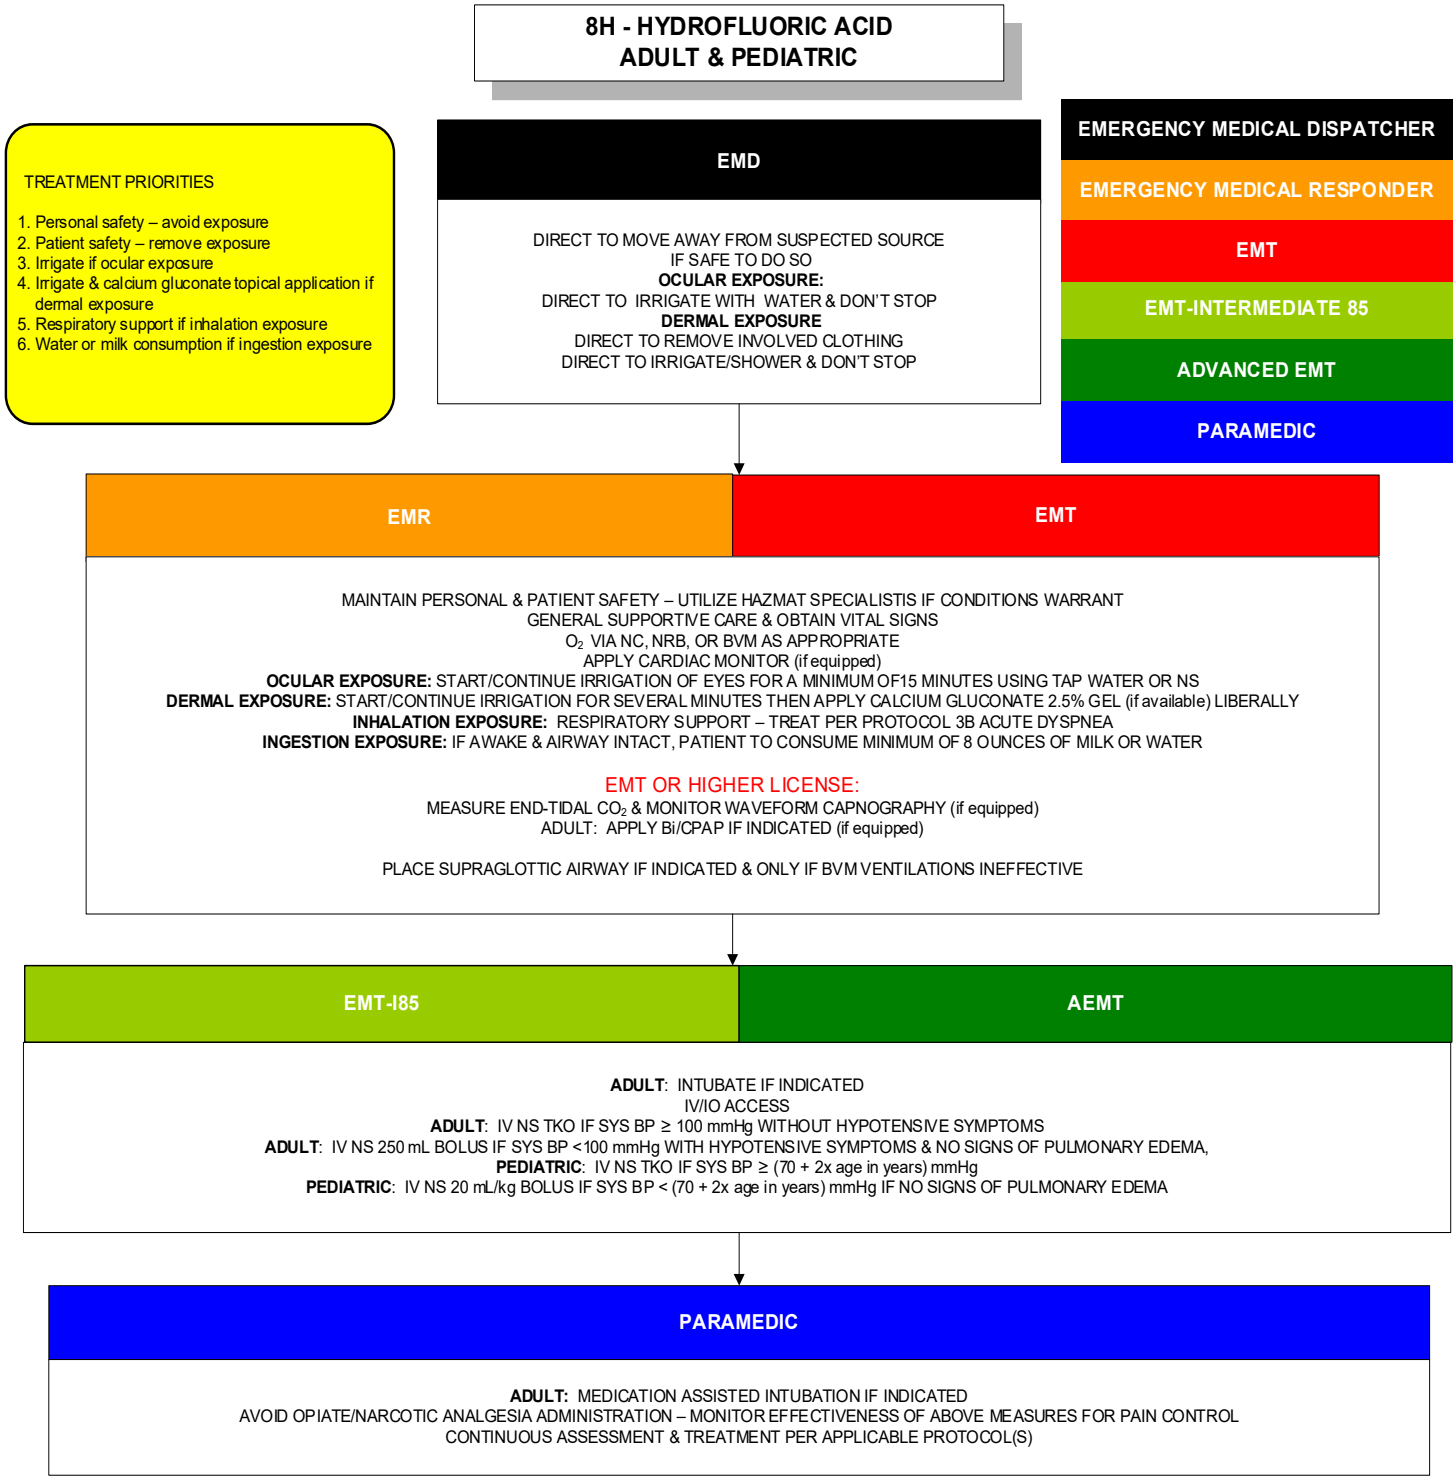 8H - HYDROFLUORIC ACID
ADULT & PEDIATRIC
TREATMENT PRIORITIES
1. Personal safety – avoid exposure
2. Patient safety – remove exposure
3. Irrigate if ocular exposure
4. Irrigate & calcium gluconate topical application if
dermal exposure
5. Respiratory support if inhalation exposure
6. Water or milk consumption if ingestion exposure
EMD
DIRECT TO MOVE AWAY FROM SUSPECTED SOURCE
IF SAFE TO DO SO
OCULAR EXPOSURE:
DIRECT TO IRRIGATE WITH WATER & DON'T STOP
DERMAL EXPOSURE
DIRECT TO REMOVE INVOLVED CLOTHING
DIRECT TO IRRIGATE/SHOWER & DON'T STOP
EMERGENCY MEDICAL DISPATCHER
EMERGENCY MEDICAL RESPONDER
EMT
EMT-INTERMEDIATE 85
ADVANCED EMT
PARAMEDIC
EMR
EMT
MAINTAIN PERSONAL & PATIENT SAFETY – UTILIZE HAZMAT SPECIALISTIS IF CONDITIONS WARRANT
GENERAL SUPPORTIVE CARE & OBTAIN VITAL SIGNS
O₂ VIA NC, NRB, OR BVM AS APPROPRIATE
APPLY CARDIAC MONITOR (if equipped)
OCULAR EXPOSURE: START/CONTINUE IRRIGATION OF EYES FOR A MINIMUM OF15 MINUTES USING TAP WATER OR NS
DERMAL EXPOSURE: START/CONTINUE IRRIGATION FOR SEVERAL MINUTES THEN APPLY CALCIUM GLUCONATE 2.5% GEL (if available) LIBERALLY
INHALATION EXPOSURE: RESPIRATORY SUPPORT – TREAT PER PROTOCOL 3B ACUTE DYSPNEA
INGESTION EXPOSURE: IF AWAKE & AIRWAY INTACT, PATIENT TO CONSUME MINIMUM OF 8 OUNCES OF MILK OR WATER
EMT OR HIGHER LICENSE:
MEASURE END-TIDAL CO₂ & MONITOR WAVEFORM CAPNOGRAPHY (if equipped)
ADULT: APPLY Bi/CPAP IF INDICATED (if equipped)
PLACE SUPRAGLOTTIC AIRWAY IF INDICATED & ONLY IF BVM VENTILATIONS INEFFECTIVE
EMT-I85
AEMT
ADULT: INTUBATE IF INDICATED
IV/IO ACCESS
ADULT: IV NS TKO IF SYS BP ≥ 100 mmHg WITHOUT HYPOTENSIVE SYMPTOMS
ADULT: IV NS 250 mL BOLUS IF SYS BP <100 mmHg WITH HYPOTENSIVE SYMPTOMS & NO SIGNS OF PULMONARY EDEMA,
PEDIATRIC: IV NS TKO IF SYS BP ≥ (70 + 2x age in years) mmHg
PEDIATRIC: IV NS 20 mL/kg BOLUS IF SYS BP < (70 + 2x age in years) mmHg IF NO SIGNS OF PULMONARY EDEMA
PARAMEDIC
ADULT: MEDICATION ASSISTED INTUBATION IF INDICATED
AVOID OPIATE/NARCOTIC ANALGESIA ADMINISTRATION – MONITOR EFFECTIVENESS OF ABOVE MEASURES FOR PAIN CONTROL
CONTINUOUS ASSESSMENT & TREATMENT PER APPLICABLE PROTOCOL(S)